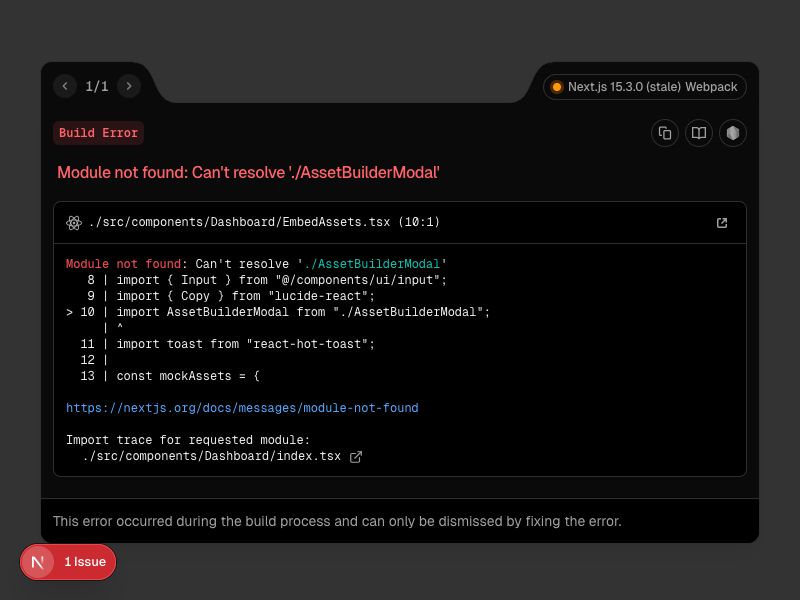 1/1
Next.js 15.3.0 (stale) Webpack
Build Error
Module not found: Can't resolve './AssetBuilderModal'
./src/components/Dashboard/EmbedAssets.tsx (10:1)
Module not found: Can't resolve './AssetBuilderModal'
8 | import { Input } from "@/components/ui/input";
9 | import { Copy } from "lucide-react";
> 10 | import AssetBuilderModal from "./AssetBuilderModal";
| ^
11 | import toast from "react-hot-toast";
12 |
13 | const mockAssets = {
https://nextjs.org/docs/messages/module-not-found
Import trace for requested module:
./src/components/Dashboard/index.tsx
This error occurred during the build process and can only be dismissed by fixing the error.
N 1 Issue